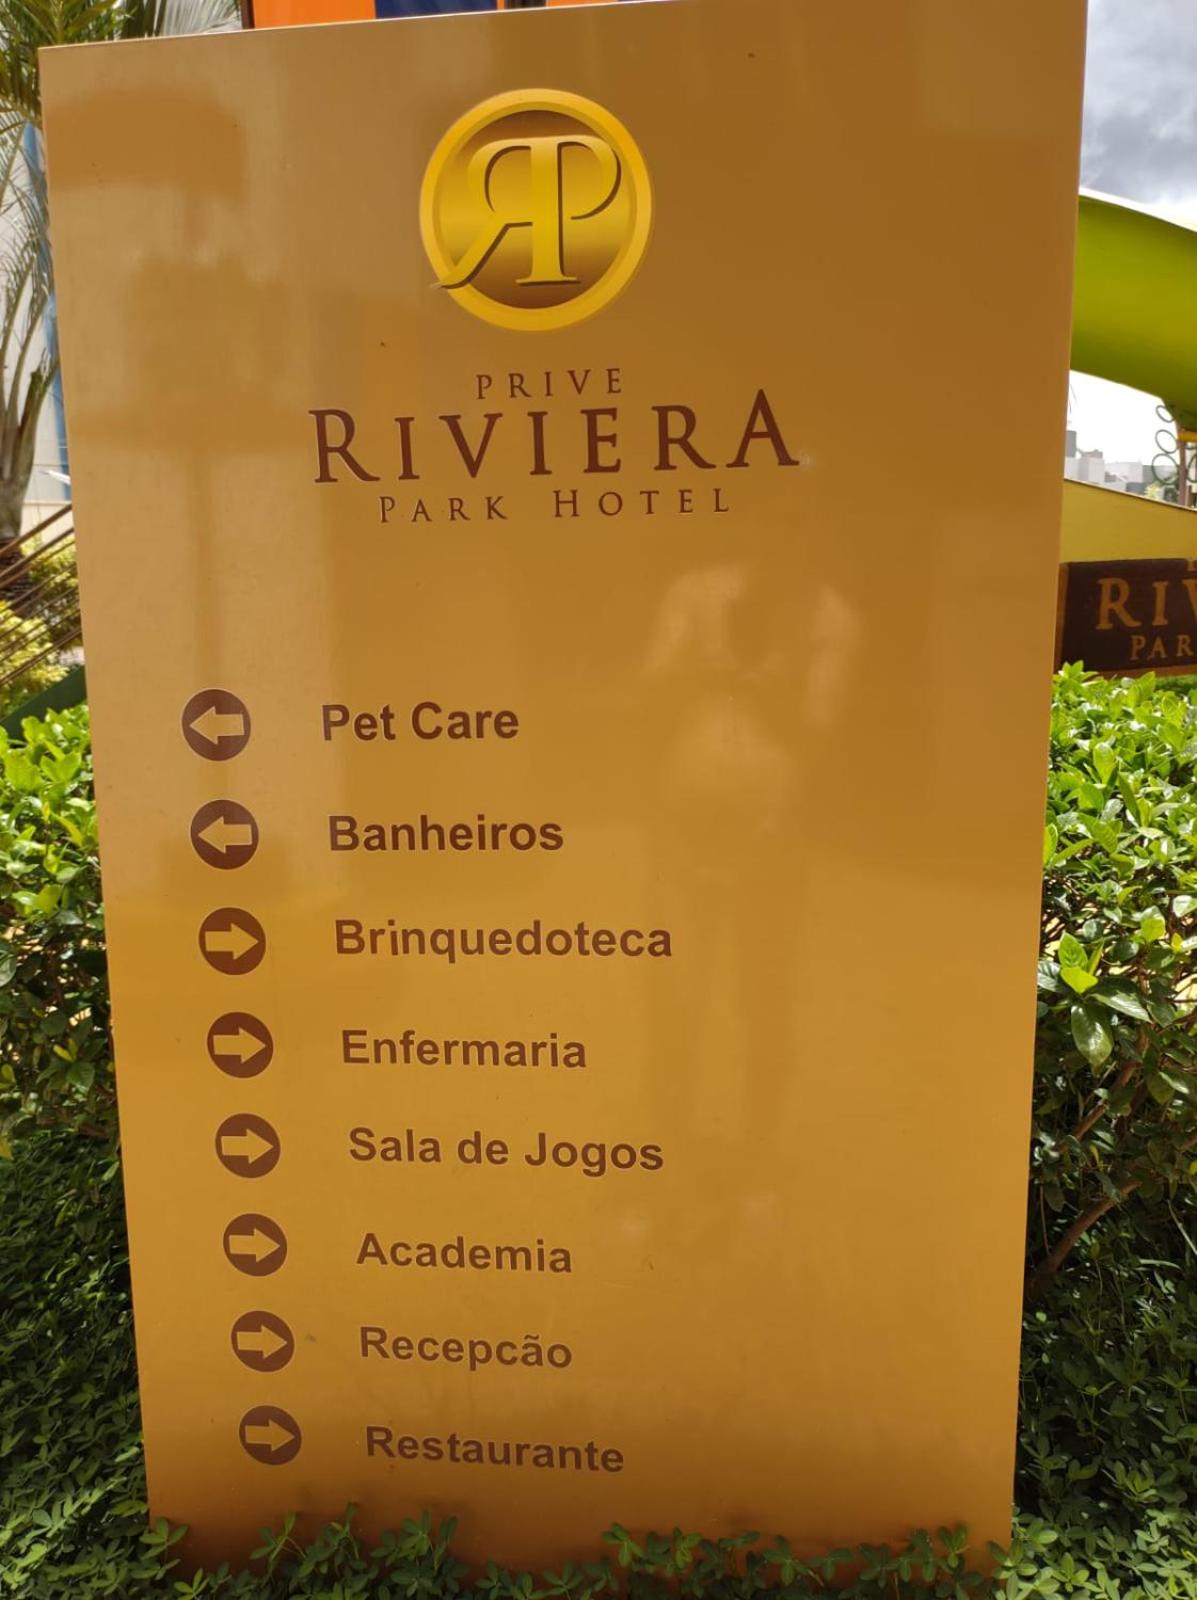 RP
PRIVE
RIVIERA
PARK HOTEL
Pet Care
Banheiros
Brinquedoteca
Enfermaria
Sala de Jogos
Academia
Recepcão
Restaurante